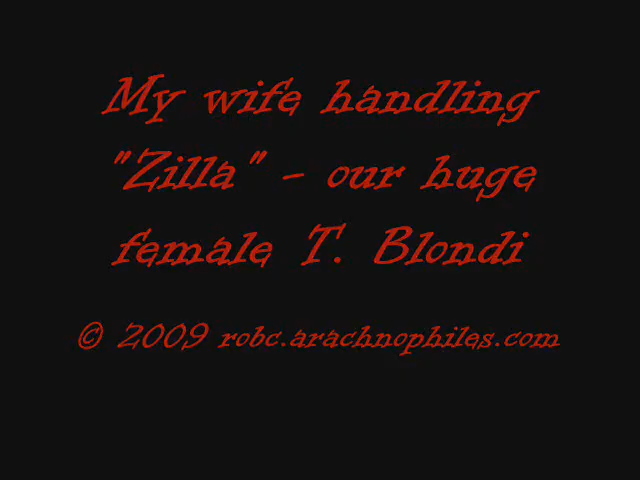 My wife handling
"Zilla" - our huge
female T. Blondi
© 2009 robc.arachnophiles.com